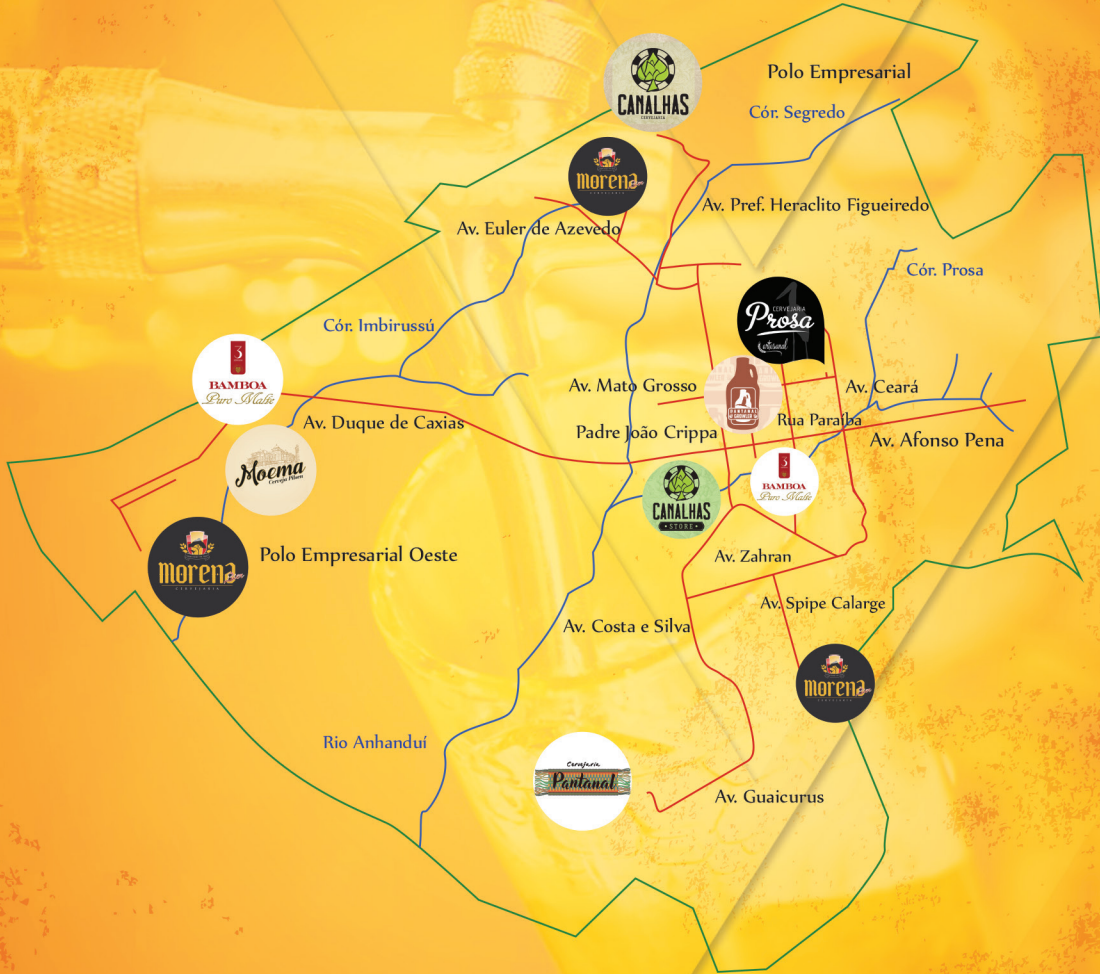 CANALHAS
CERVEJARIA
Polo Empresarial
Cór. Segredo
morena
CERVEJARIA
Av. Pref. Heraclito Figueiredo
Av. Euler de Azevedo
Cór. Prosa
CERVEJARIA
Prosa
artesanal
Cór. Imbirussú
3
BAMBOA
Puro Malte
Av. Mato Grosso
Av. Ceará
Av. Duque de Caxias
Padre João Crippa
Rua Paraíba
Av. Afonso Pena
Moema
Cerveja Pilsen
3
BAMBOA
Puro Malte
CANALHAS
STORE
morena
CERVEJARIA
Polo Empresarial Oeste
Av. Zahran
Av. Spipe Calarge
Av. Costa e Silva
morena
CERVEJARIA
Rio Anhanduí
Cervejaria
Pantanal
Av. Guaicurus